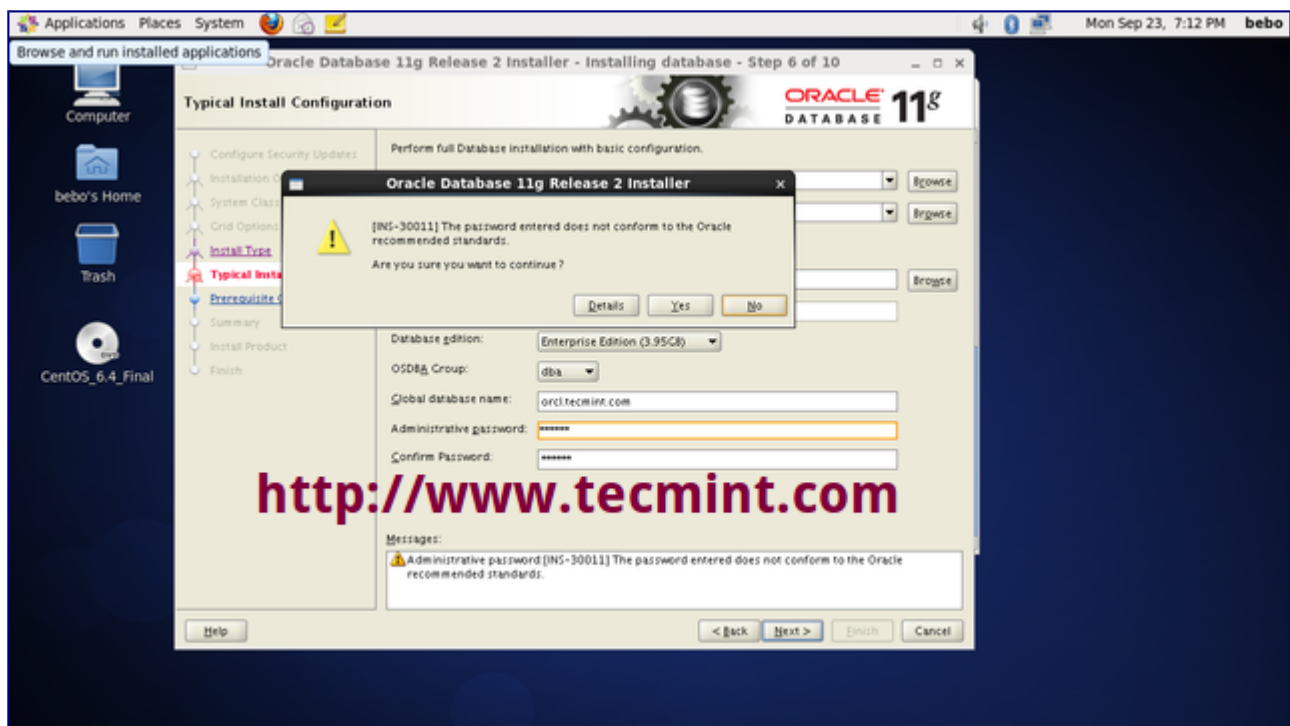 Applications Places System
Mon Sep 23, 7:12 PM bebo
Browse and run installed applications
Oracle Database 11g Release 2 Installer - Installing database - Step 6 of 10
Computer
bebo's Home
Trash
DVD
CentOS_6.4_Final
Typical Install Configuration
ORACLE
DATABASE
11g
Configure Security Updates
Installation O
System Class
Grid Options
Install Type
Typical Insta
Prerequisite C
Summary
Install Product
Finish
Perform full Database installation with basic configuration.
Browse
Browse
Browse
Oracle Database 11g Release 2 Installer
[INS-30011] The password entered does not conform to the Oracle
recommended standards.
Are you sure you want to continue?
Details Yes No
Database edition: Enterprise Edition (3.95GB)
OSDBA Group: dba
Global database name: orcl.tecmint.com
Administrative password: ••••••
Confirm Password: ••••••
http://www.tecmint.com
Messages:
Administrative password:[INS-30011] The password entered does not conform to the Oracle
recommended standards.
Help < Back Next > Finish Cancel